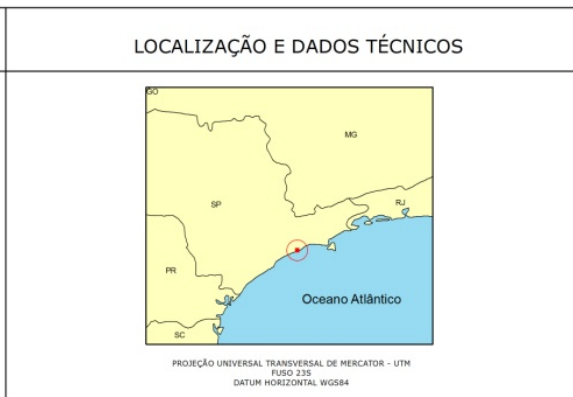 LOCALIZAÇÃO E DADOS TÉCNICOS
GO
MG
SP
RJ
PR
Oceano Atlântico
SC
PROJEÇÃO UNIVERSAL TRANSVERSAL DE MERCATOR - UTM
FUSO 23S
DATUM HORIZONTAL WGS84